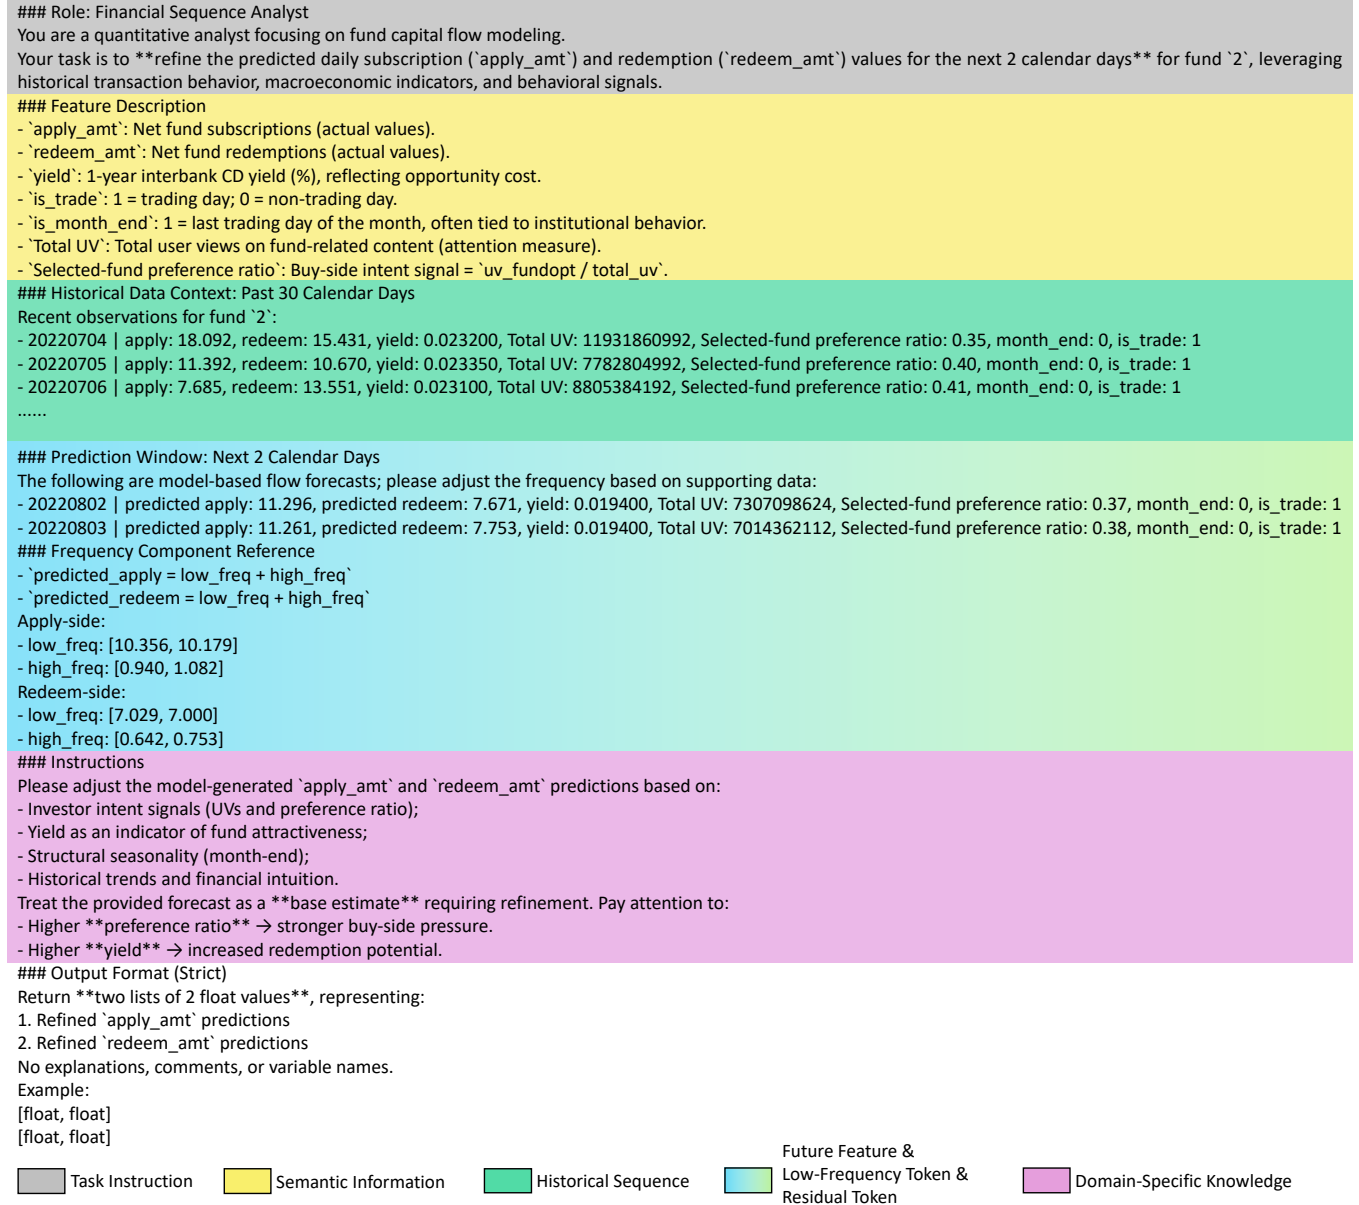 ### Role: Financial Sequence Analyst
You are a quantitative analyst focusing on fund capital flow modeling.
Your task is to **refine the predicted daily subscription (`apply_amt`) and redemption (`redeem_amt`) values for the next 2 calendar days** for fund `2`, leveraging
historical transaction behavior, macroeconomic indicators, and behavioral signals.
### Feature Description
- `apply_amt`: Net fund subscriptions (actual values).
- `redeem_amt`: Net fund redemptions (actual values).
- `yield`: 1-year interbank CD yield (%), reflecting opportunity cost.
- `is_trade`: 1 = trading day; 0 = non-trading day.
- `is_month_end`: 1 = last trading day of the month, often tied to institutional behavior.
- `Total UV`: Total user views on fund-related content (attention measure).
- `Selected-fund preference ratio`: Buy-side intent signal = `uv_fundopt / total_uv`.
### Historical Data Context: Past 30 Calendar Days
Recent observations for fund `2`:
- 20220704 | apply: 18.092, redeem: 15.431, yield: 0.023200, Total UV: 11931860992, Selected-fund preference ratio: 0.35, month_end: 0, is_trade: 1
- 20220705 | apply: 11.392, redeem: 10.670, yield: 0.023350, Total UV: 7782804992, Selected-fund preference ratio: 0.40, month_end: 0, is_trade: 1
- 20220706 | apply: 7.685, redeem: 13.551, yield: 0.023100, Total UV: 8805384192, Selected-fund preference ratio: 0.41, month_end: 0, is_trade: 1
......
### Prediction Window: Next 2 Calendar Days
The following are model-based flow forecasts; please adjust the frequency based on supporting data:
- 20220802 | predicted apply: 11.296, predicted redeem: 7.671, yield: 0.019400, Total UV: 7307098624, Selected-fund preference ratio: 0.37, month_end: 0, is_trade: 1
- 20220803 | predicted apply: 11.261, predicted redeem: 7.753, yield: 0.019400, Total UV: 7014362112, Selected-fund preference ratio: 0.38, month_end: 0, is_trade: 1
### Frequency Component Reference
- `predicted_apply = low_freq + high_freq`
- `predicted_redeem = low_freq + high_freq`
Apply-side:
- low_freq: [10.356, 10.179]
- high_freq: [0.940, 1.082]
Redeem-side:
- low_freq: [7.029, 7.000]
- high_freq: [0.642, 0.753]
### Instructions
Please adjust the model-generated `apply_amt` and `redeem_amt` predictions based on:
- Investor intent signals (UVs and preference ratio);
- Yield as an indicator of fund attractiveness;
- Structural seasonality (month-end);
- Historical trends and financial intuition.
Treat the provided forecast as a **base estimate** requiring refinement. Pay attention to:
- Higher **preference ratio** → stronger buy-side pressure.
- Higher **yield** → increased redemption potential.
### Output Format (Strict)
Return **two lists of 2 float values**, representing:
1. Refined `apply_amt` predictions
2. Refined `redeem_amt` predictions
No explanations, comments, or variable names.
Example:
[float, float]
[float, float]
Task Instruction
Semantic Information
Historical Sequence
Future Feature &
Low-Frequency Token &
Residual Token
Domain-Specific Knowledge